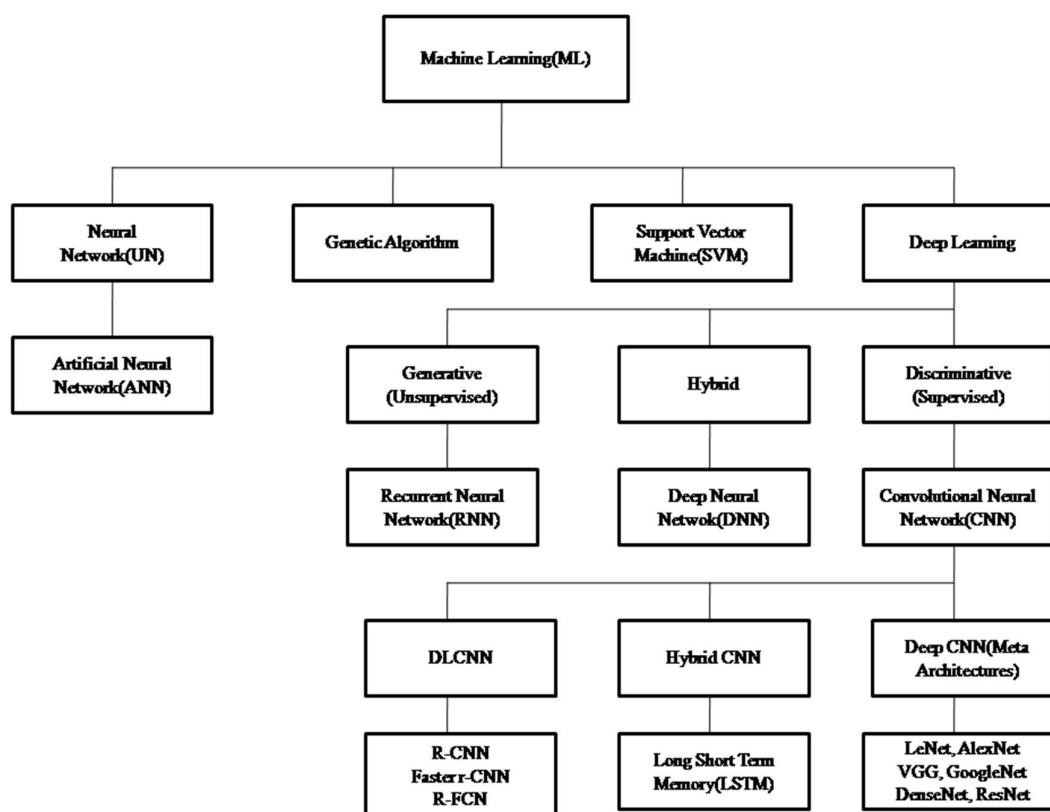 Machine Learning(ML)
Neural
Network(UN)
Genetic Algorithm
Support Vector
Machine(SVM)
Deep Learning
Artificial Neural
Network(ANN)
Generative
(Unsupervised)
Hybrid
Discriminative
(Supervised)
Recurrent Neural
Network(RNN)
Deep Neural
Netwok(DNN)
Convolutional Neural
Network(CNN)
DLCNN
Hybrid CNN
Deep CNN(Meta
Architectures)
R-CNN
Faster r-CNN
R-FCN
Long Short Term
Memory(LSTM)
LeNet, AlexNet
VGG, GoogleNet
DenseNet, ResNet